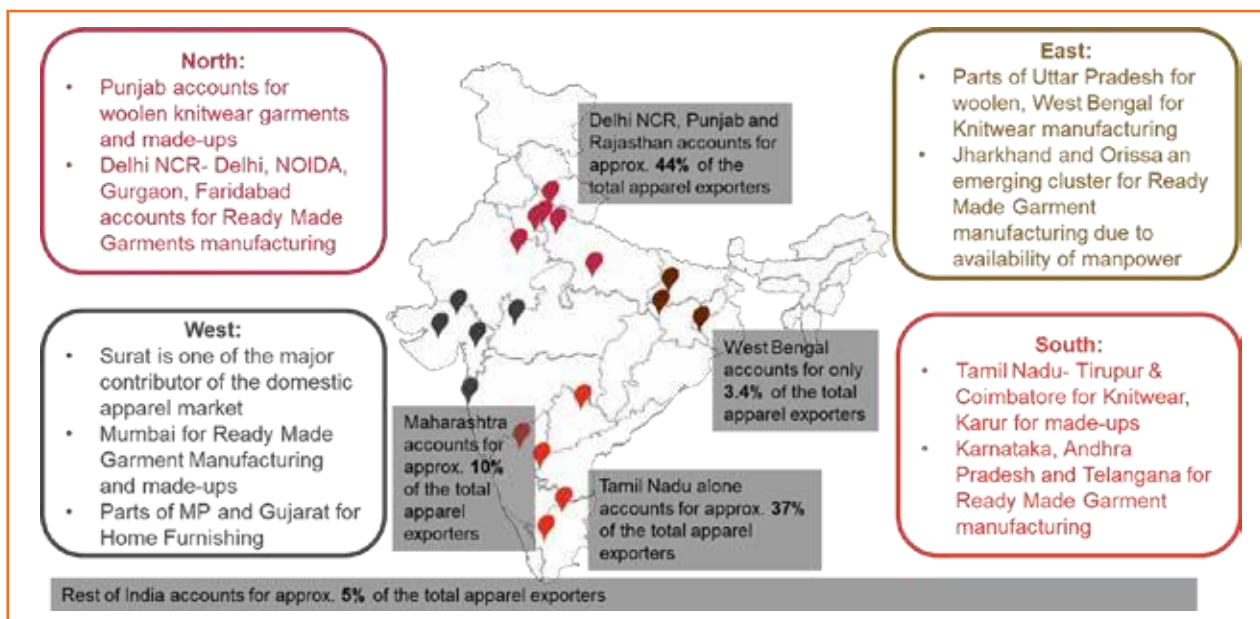 North:
• Punjab accounts for
woolen knitwear garments
and made-ups
• Delhi NCR- Delhi, NOIDA,
Gurgaon, Faridabad
accounts for Ready Made
Garments manufacturing
Delhi NCR, Punjab and
Rajasthan accounts for
approx. 44% of the
total apparel exporters
East:
• Parts of Uttar Pradesh for
woolen, West Bengal for
Knitwear manufacturing
• Jharkhand and Orissa an
emerging cluster for Ready
Made Garment
manufacturing due to
availability of manpower
West:
• Surat is one of the major
contributor of the domestic
apparel market
• Mumbai for Ready Made
Garment Manufacturing
and made-ups
• Parts of MP and Gujarat for
Home Furnishing
Maharashtra
accounts for
approx. 10%
of the total
apparel
exporters
West Bengal
accounts for only
3.4% of the total
apparel exporters
Tamil Nadu alone
accounts for approx. 37%
of the total apparel
exporters
South:
• Tamil Nadu- Tirupur &
Coimbatore for Knitwear,
Karur for made-ups
• Karnataka, Andhra
Pradesh and Telangana for
Ready Made Garment
manufacturing
Rest of India accounts for approx. 5% of the total apparel exporters